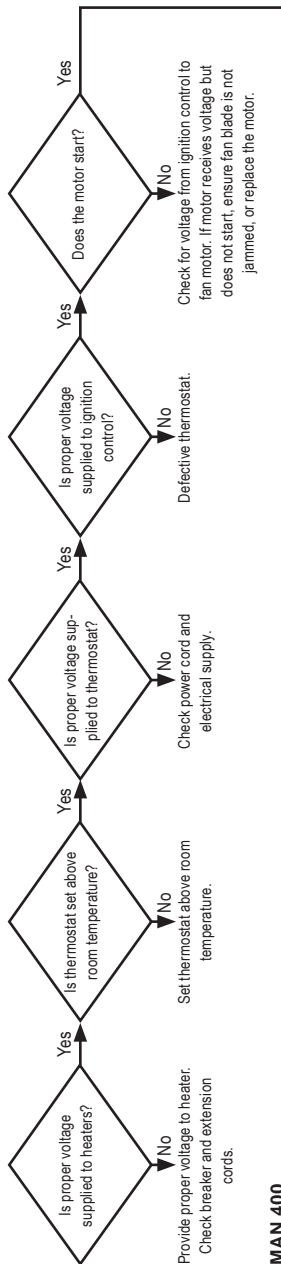 Is proper voltage
supplied to heaters?
Yes
No
Provide proper voltage to heater.
Check breaker and extension
cords.
Is thermostat set above
room temperature?
Yes
No
Set thermostat above room
temperature.
Is proper voltage sup-
plied to thermostat?
Yes
No
Check power cord and
electrical supply.
Is proper voltage
supplied to ignition
control?
Yes
No
Defective thermostat.
Does the motor start?
Yes
No
Check for voltage from ignition control to
fan motor. If motor receives voltage but
does not start, ensure fan blade is not
jammed, or replace the motor.
MAN 400